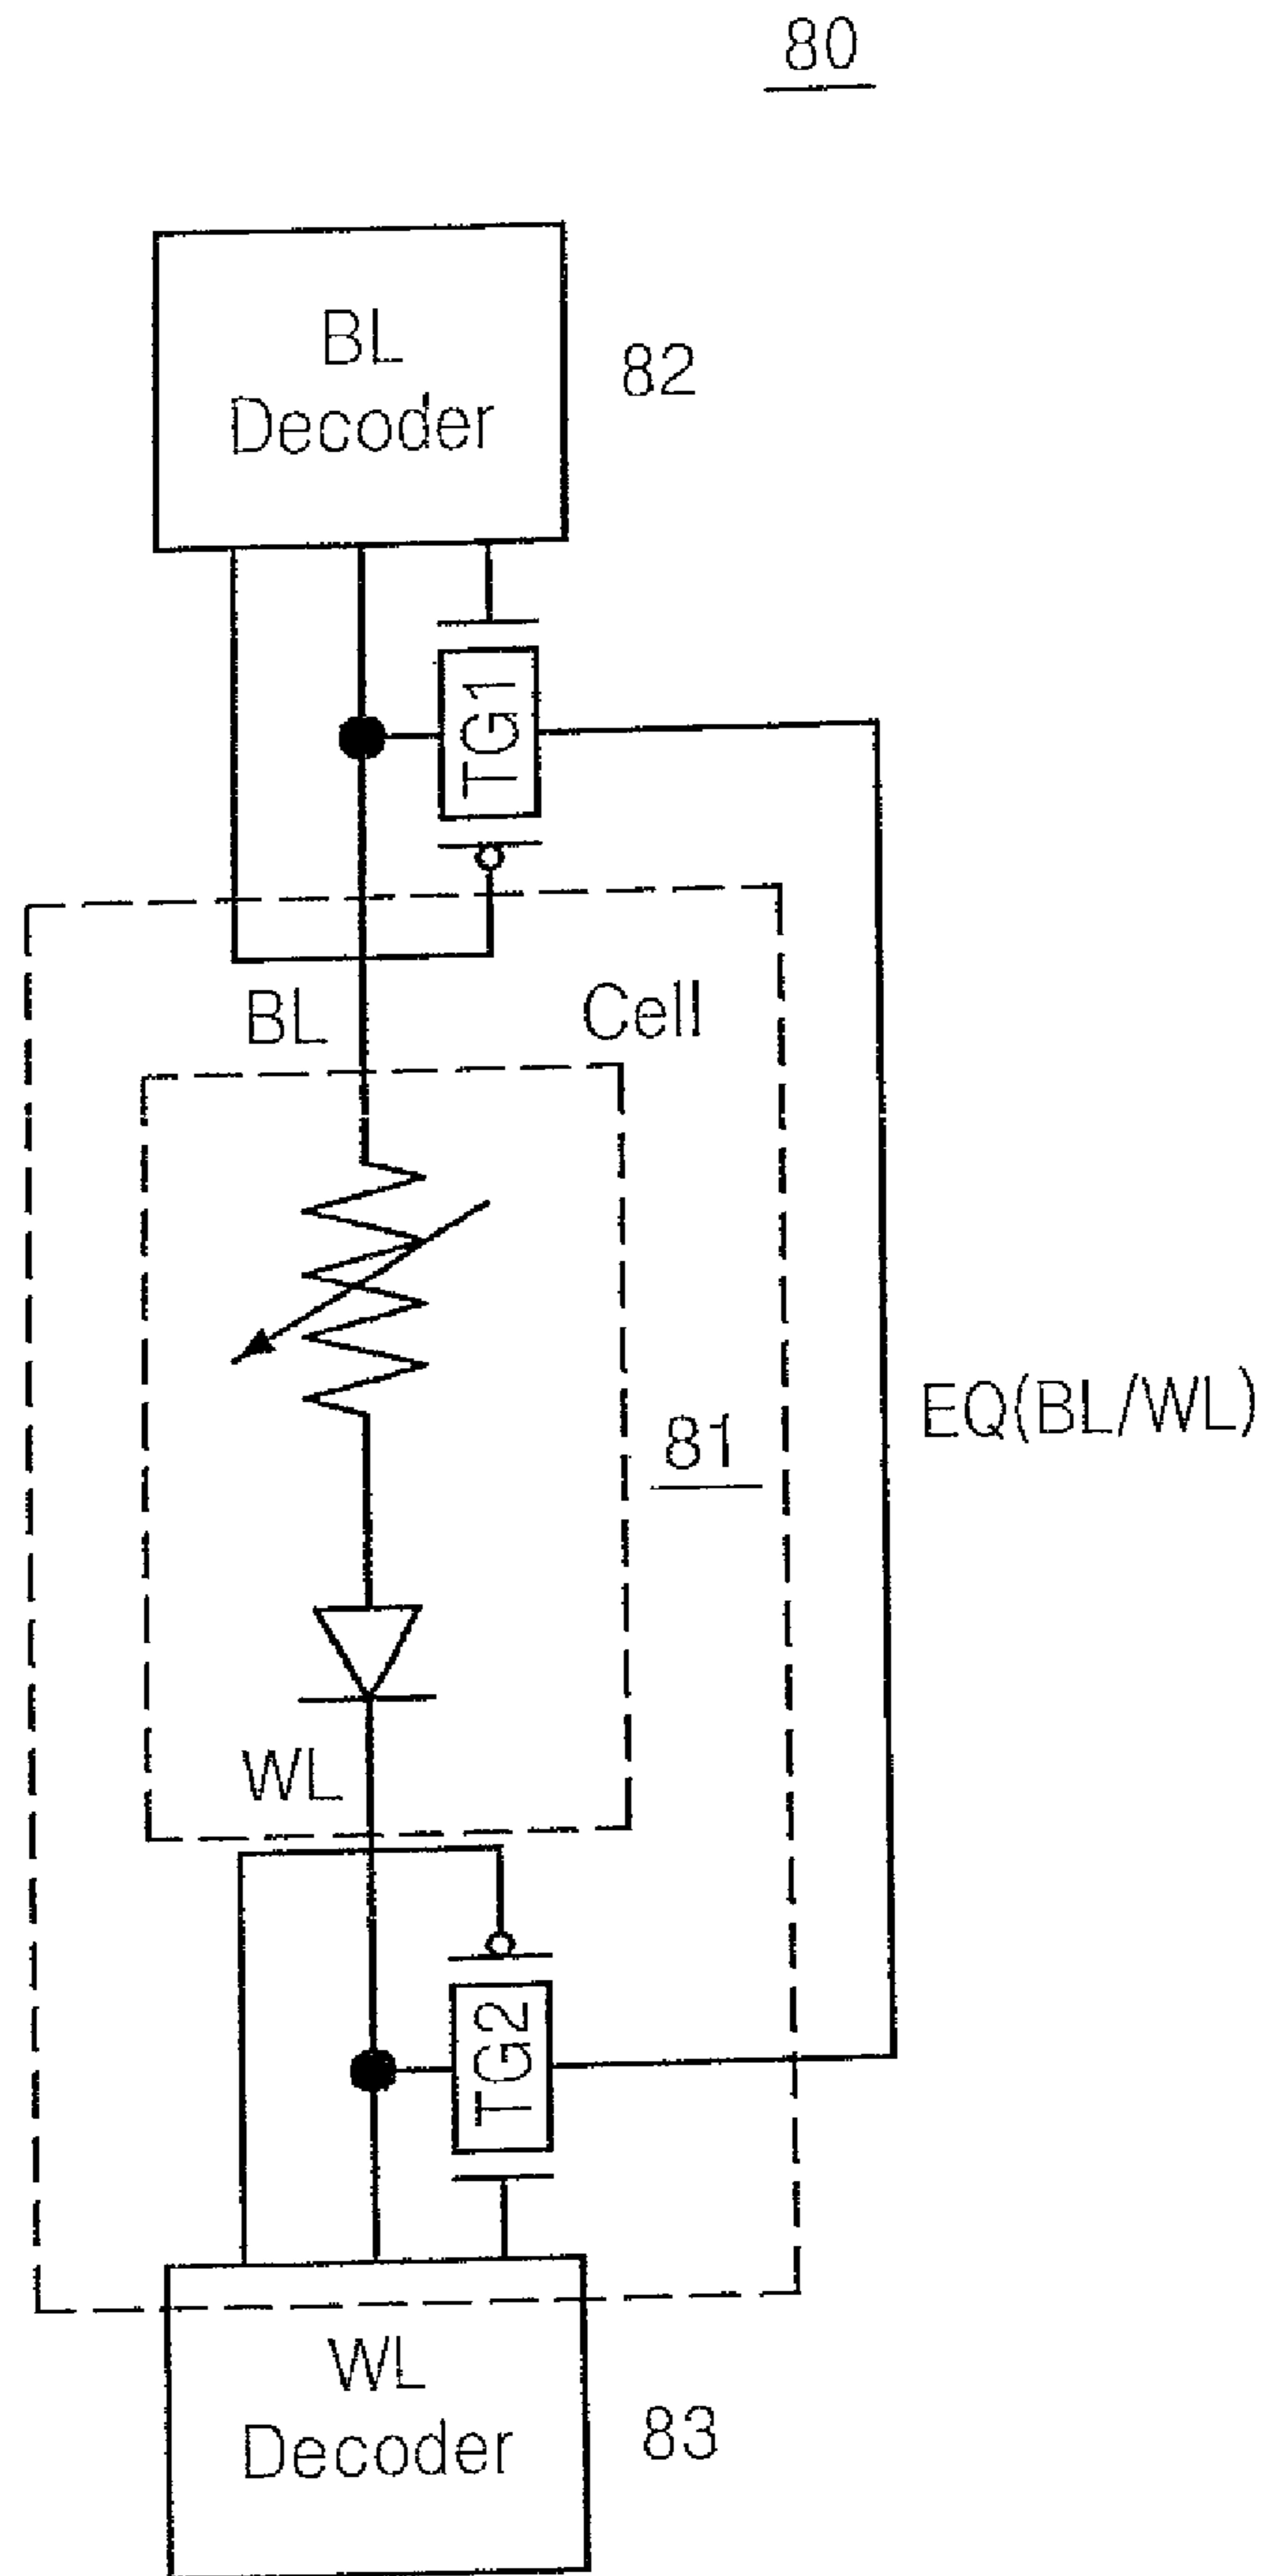 80
BL
Decoder
82
TG1
BL
Cell
81
EQ(BL/WL)
WL
TG2
WL
Decoder
83